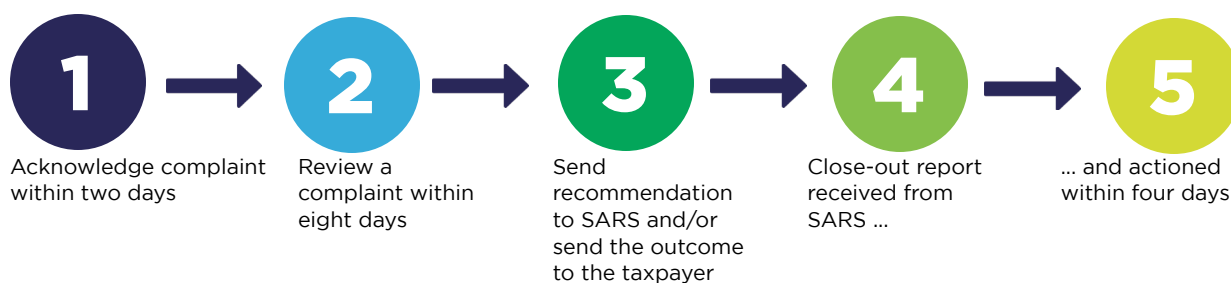 1
Acknowledge complaint
within two days
2
Review a
complaint within
eight days
3
Send
recommendation
to SARS and/or
send the outcome
to the taxpayer
4
Close-out report
received from
SARS ...
5
... and actioned
within four days